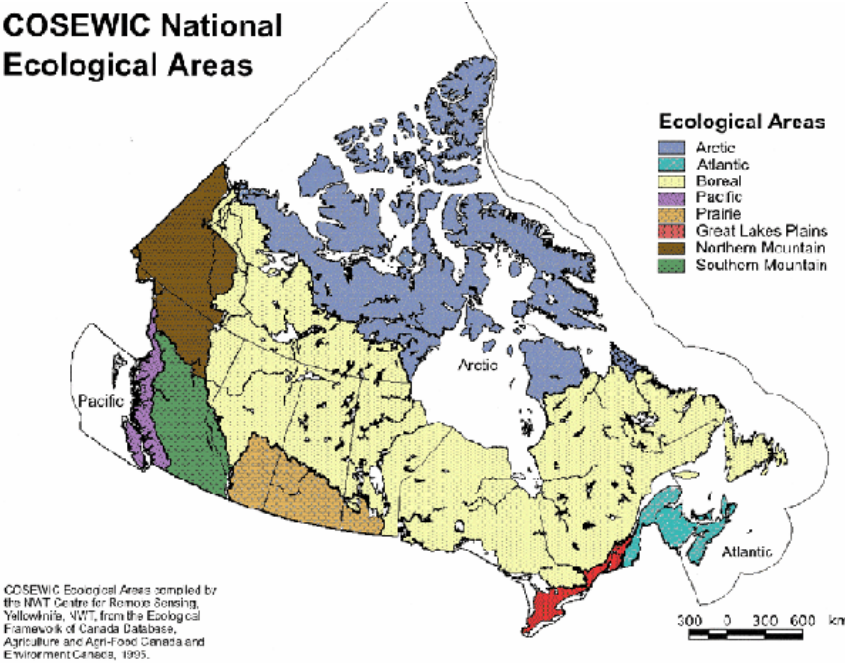 COSEWIC National
Ecological Areas
Ecological Areas
Arctic
Atlantic
Boreal
Pacific
Prairie
Great Lakes Plains
Northern Mountain
Southern Mountain
Arctic
Pacific
Atlantic
COSEWIC Ecological Areas compiled by
the NWT Centre for Remote Sensing,
Yellowknife, NWT, from the Ecological
Framework of Canada Database,
Agriculture and Agri-Food Canada and
Environment Canada, 1995.
300 0 300 600 km